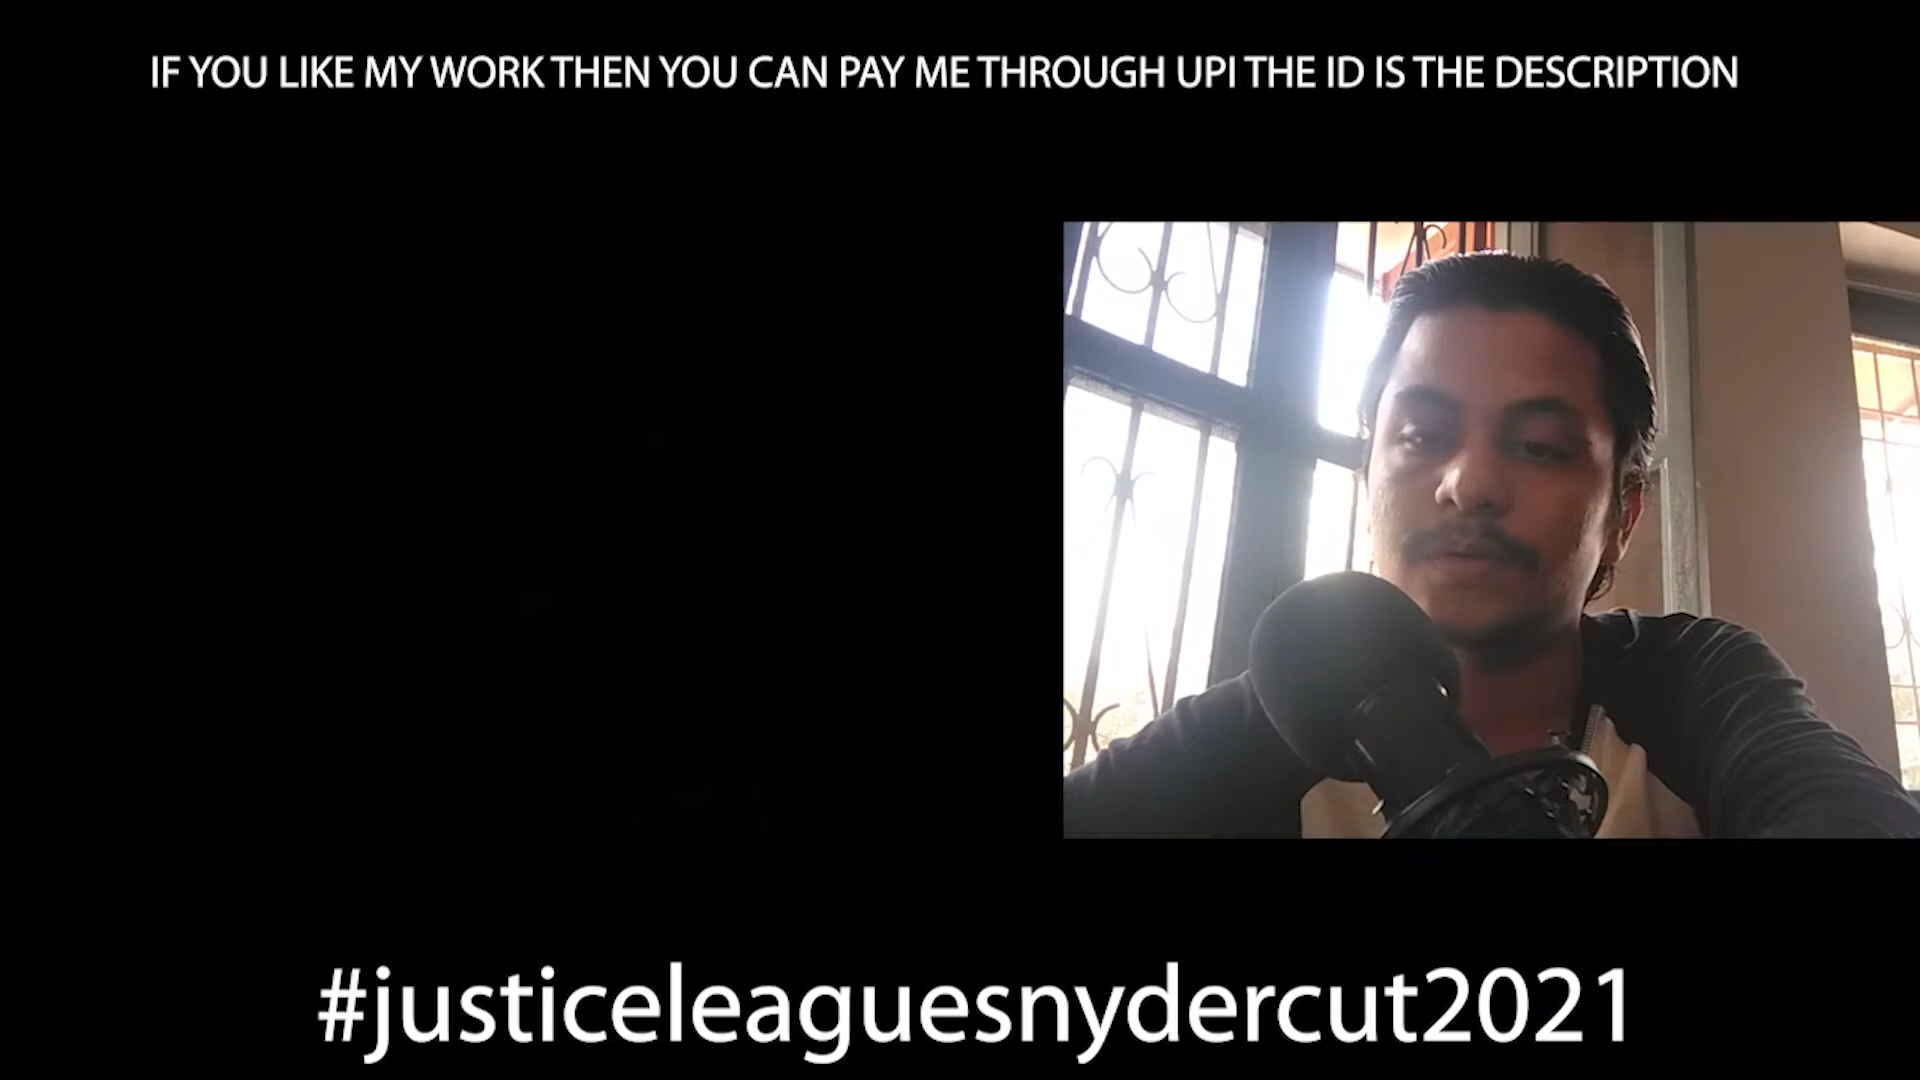 IF YOU LIKE MY WORK THEN YOU CAN PAY ME THROUGH UPI THE ID IS THE DESCRIPTION
#justiceleaguesnydercut2021